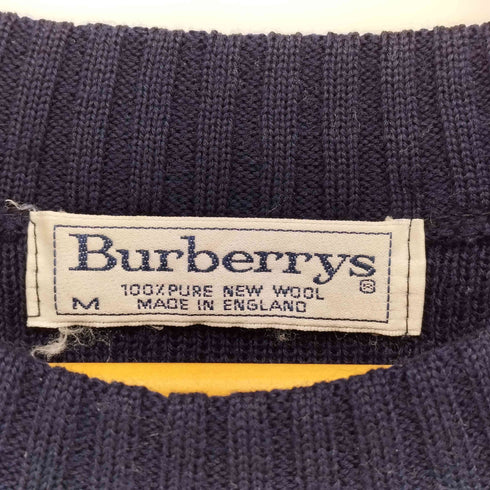 Burberrys®
100% PURE NEW WOOL
M MADE IN ENGLAND